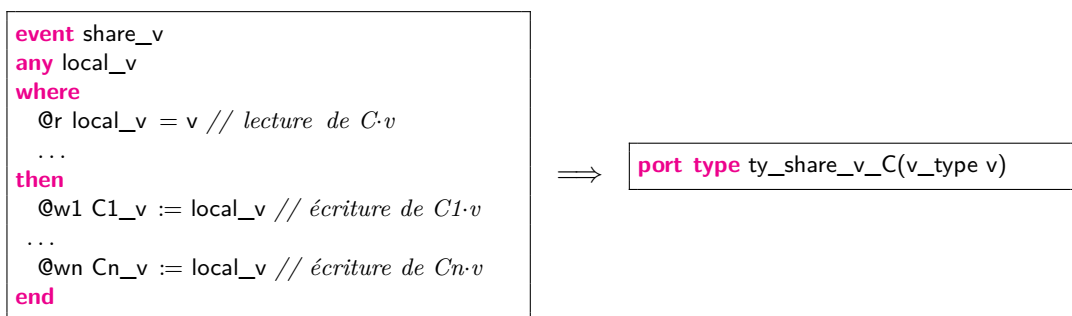 event share_v
any local_v
where
@r local_v = v // lecture de C·v
...
then
@w1 C1_v := local_v // écriture de C1·v
...
@wn Cn_v := local_v // écriture de Cn·v
end
⟹
port type ty_share_v_C(v_type v)